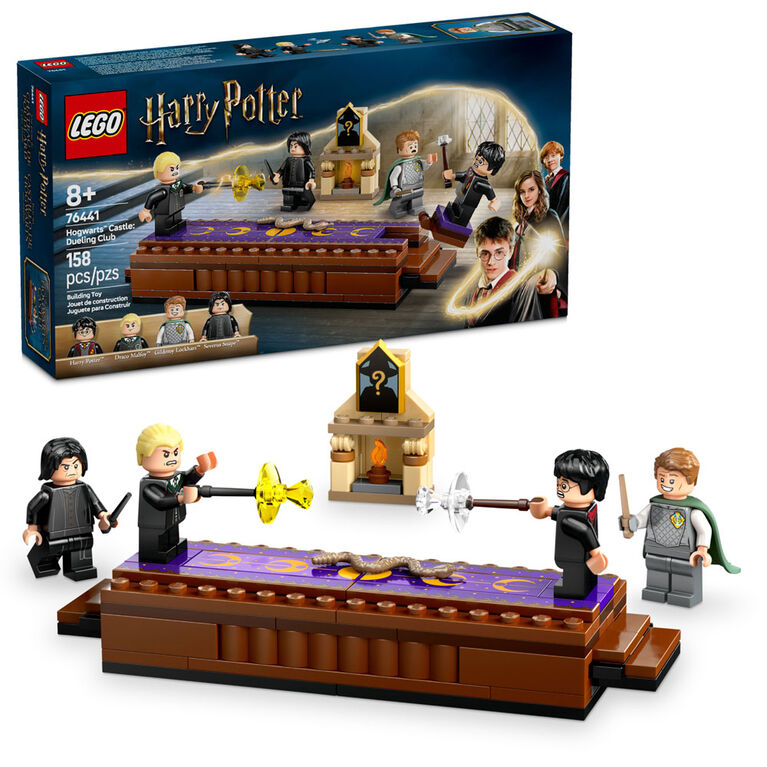 LEGO
Harry Potter
8+
76441
Hogwarts™ Castle:
Dueling Club
158
pcs/pzs
Building Toy
Jouet de construction
Juguete para Construir
Harry Potter™
Draco Malfoy™
Gilderoy Lockhart™
Severus Snape™
LEGO
Harry Potter
LEGO
?
?